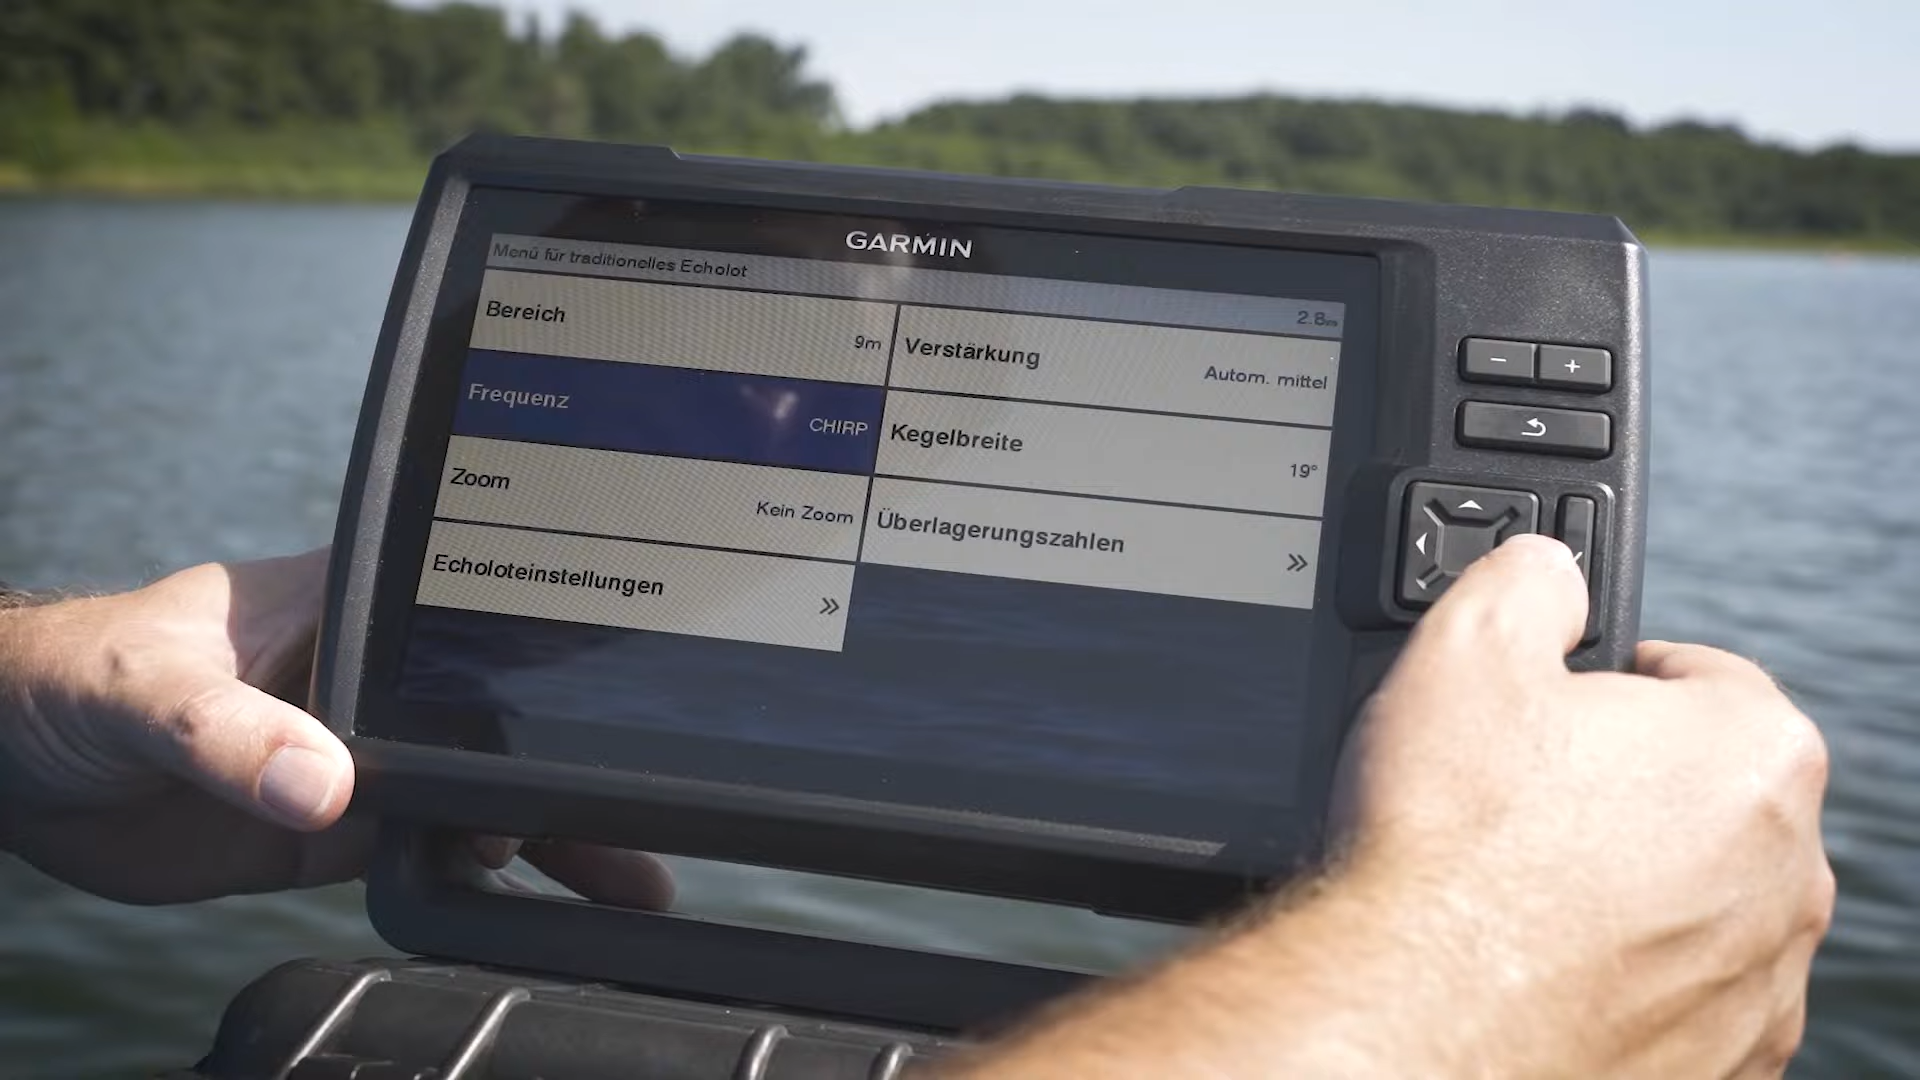 GARMIN
Menü für traditionelles Echolot
2.8m
Bereich
9m
Verstärkung
Autom. mittel
Frequenz
CHIRP
Kegelbreite
19°
Zoom
Kein Zoom
Überlagerungszahlen
Echoloteinstellungen